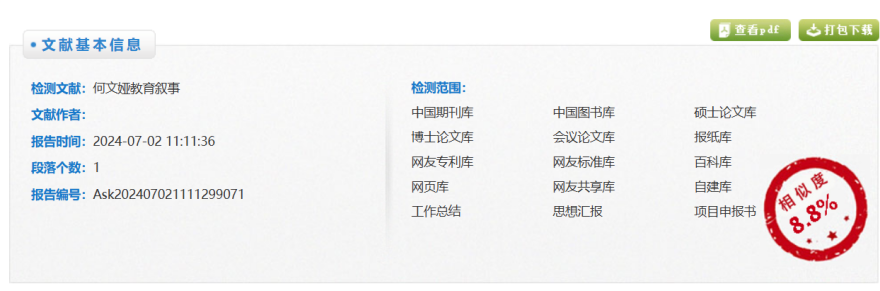 查看pdf 打包下载
文献基本信息
检测文献: 何文娅教育叙事
文献作者:
报告时间: 2024-07-02 11:11:36
段落个数: 1
报告编号: Ask202407021111299071
检测范围:
中国期刊库 中国图书库 硕士论文库
博士论文库 会议论文库 报纸库
网友专利库 网友标准库 百科库
网页库 网友共享库 自建库
工作总结 思想汇报 项目申报书
相似度
8.8%